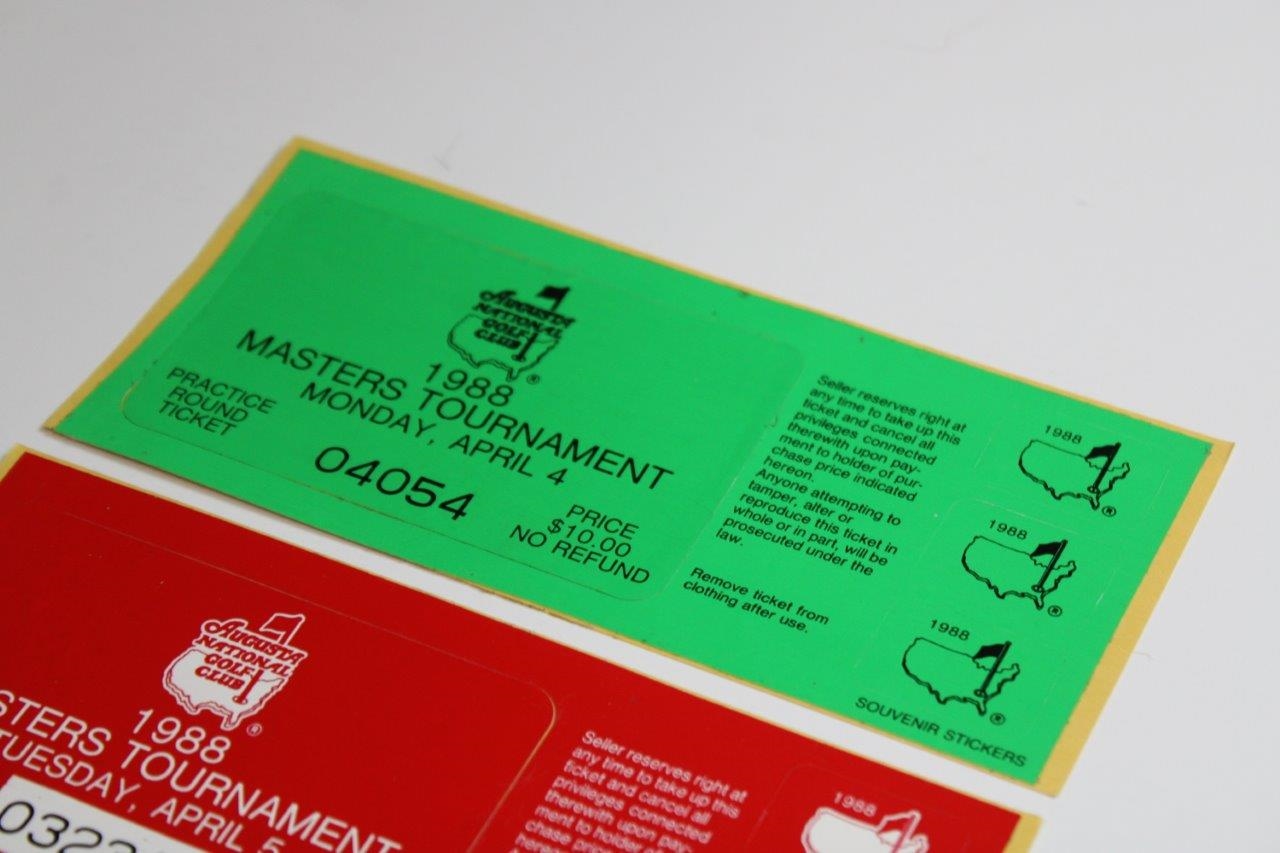 AUGUSTA
NATIONAL
GOLF
CLUB
®
1988
MASTERS TOURNAMENT
MONDAY, APRIL 4
PRACTICE
ROUND
TICKET
04054
PRICE
$10.00
NO REFUND
Seller reserves right at
any time to take up this
ticket and cancel all
privileges connected
therewith upon pay-
ment to holder of pur-
chase price indicated
hereon.
Anyone attempting to
tamper, alter or
reproduce this ticket in
whole or in part, will be
prosecuted under the
law.
Remove ticket from
clothing after use.
1988
®
1988
®
1988
®
SOUVENIR STICKERS
AUGUSTA
NATIONAL
GOLF
CLUB
®
1988
STERS TOURNAMENT
TUESDAY, APRIL 5
0322
Seller reserves right at
any time to take up this
ticket and cancel all
privileges connected
therewith upon pay-
ment to holder of
chase price
1988